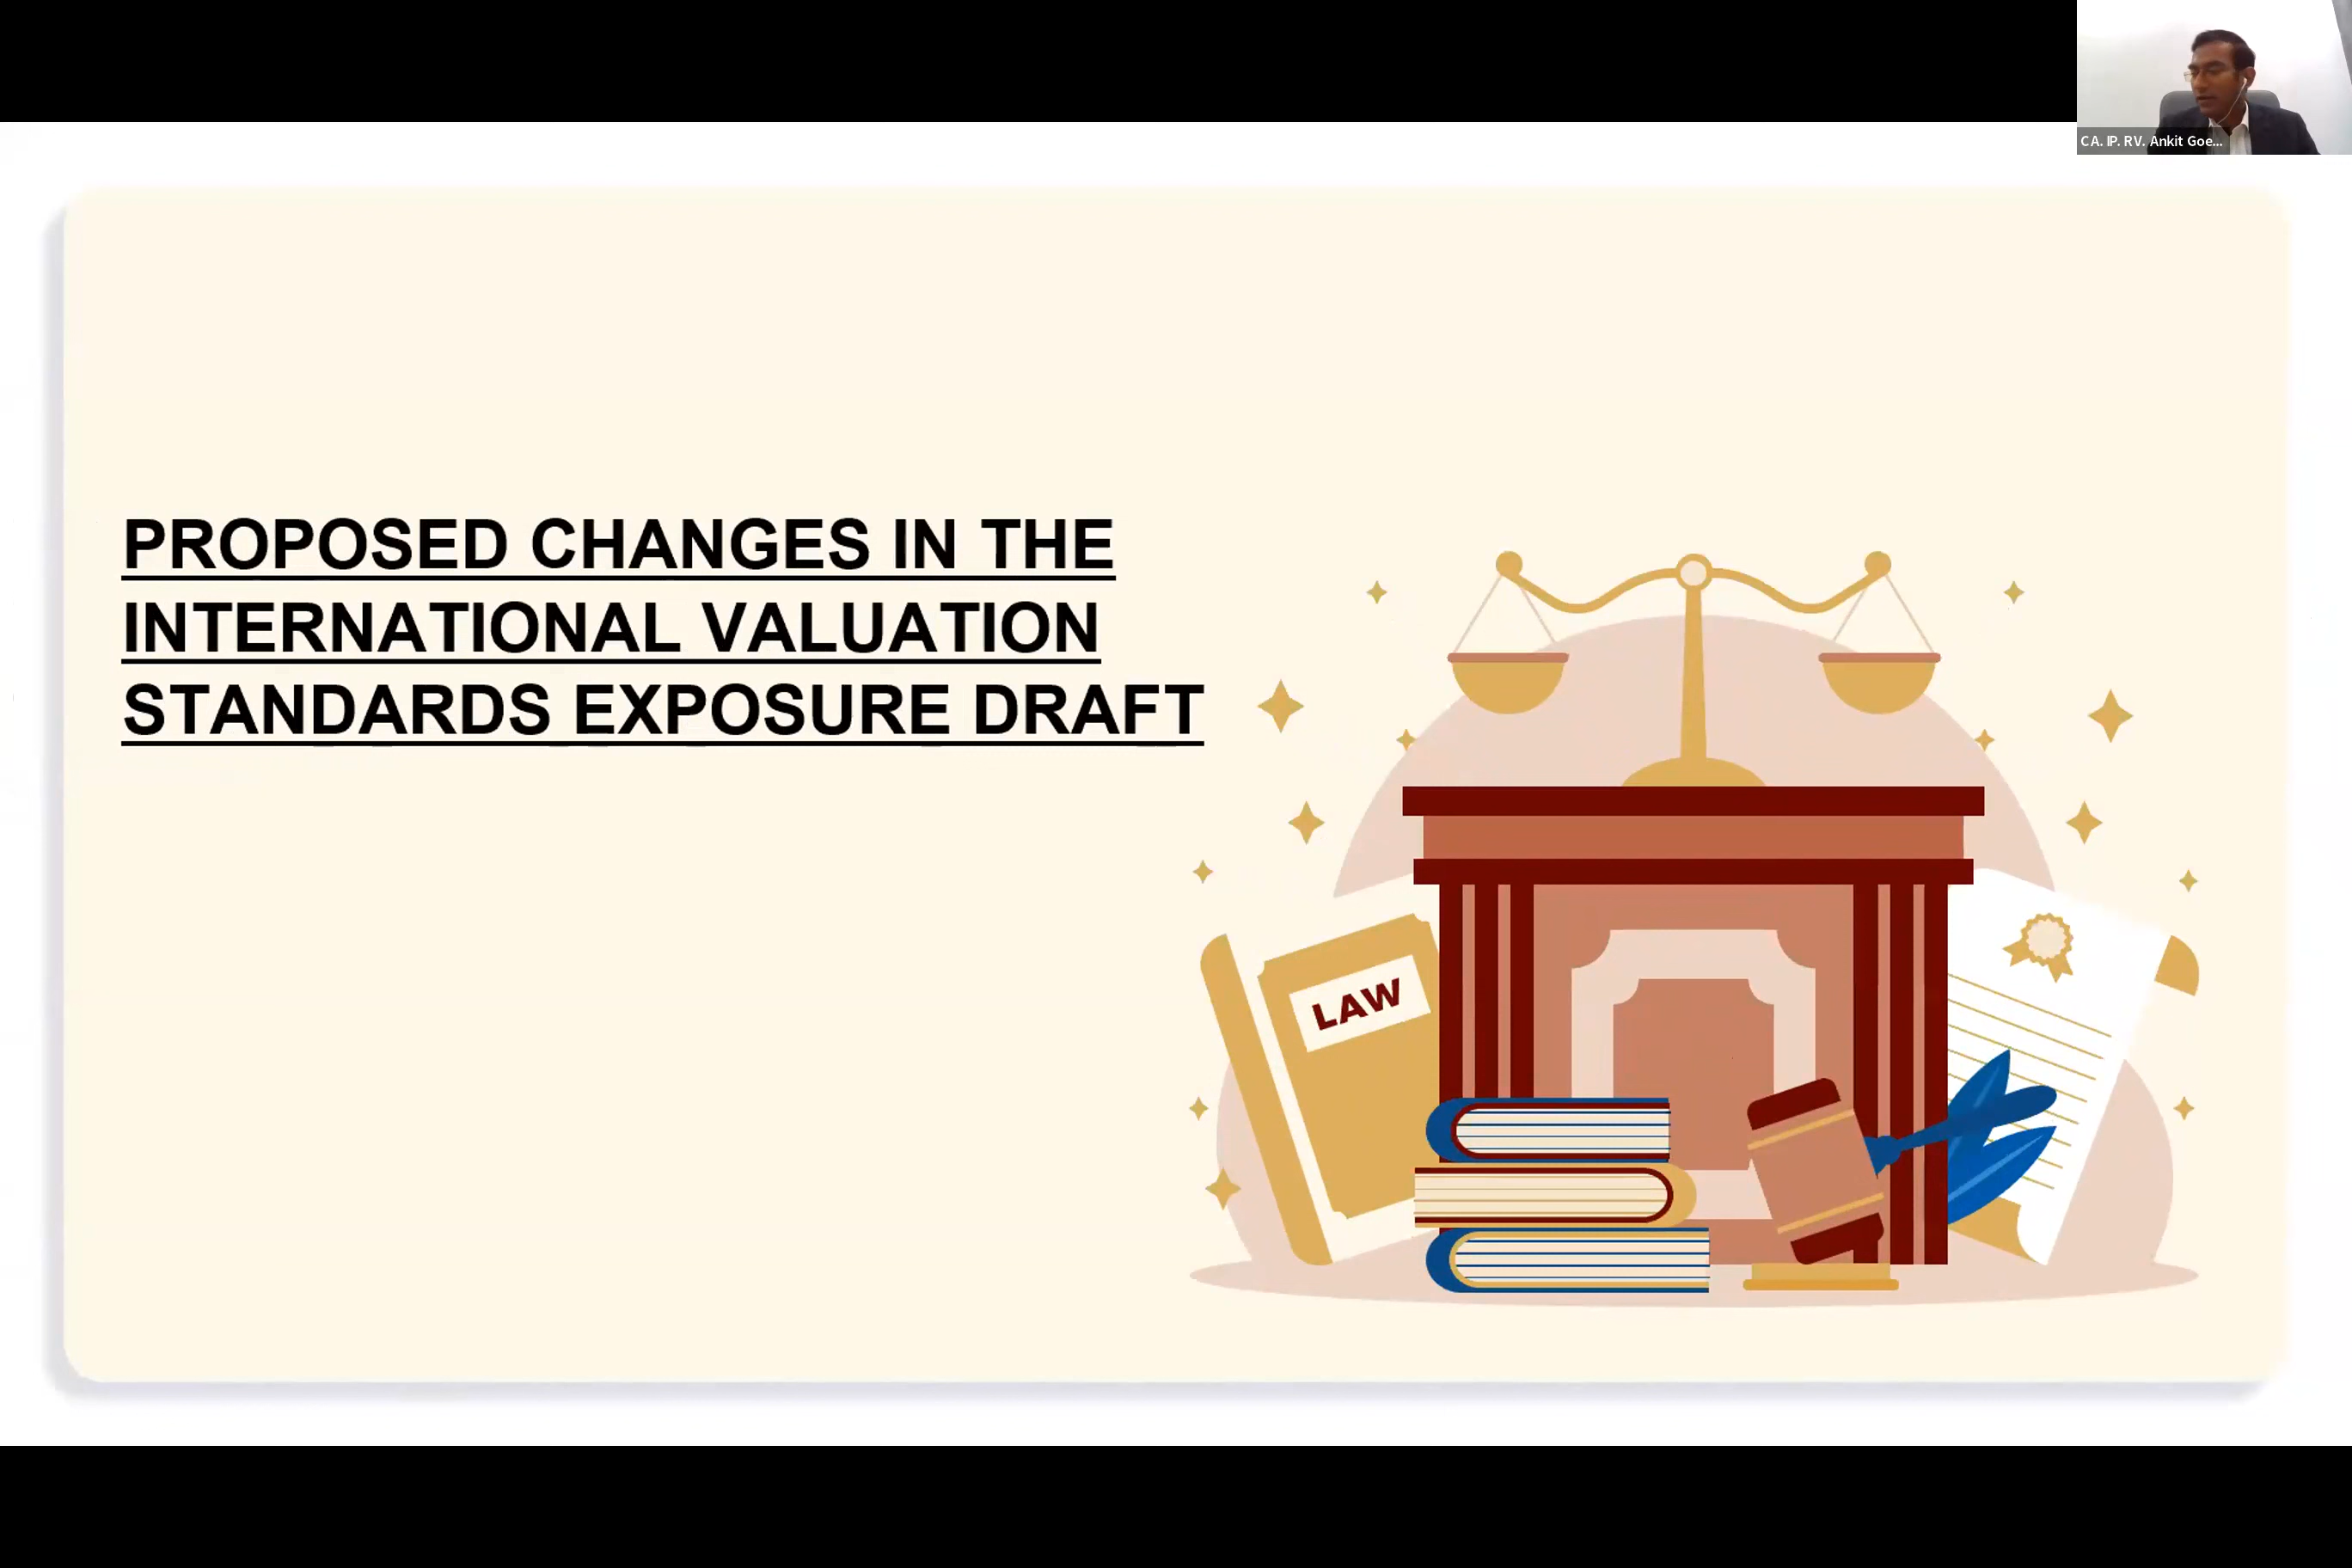 CA. IP. RV. Ankit Goe...
PROPOSED CHANGES IN THE
INTERNATIONAL VALUATION
STANDARDS EXPOSURE DRAFT
LAW